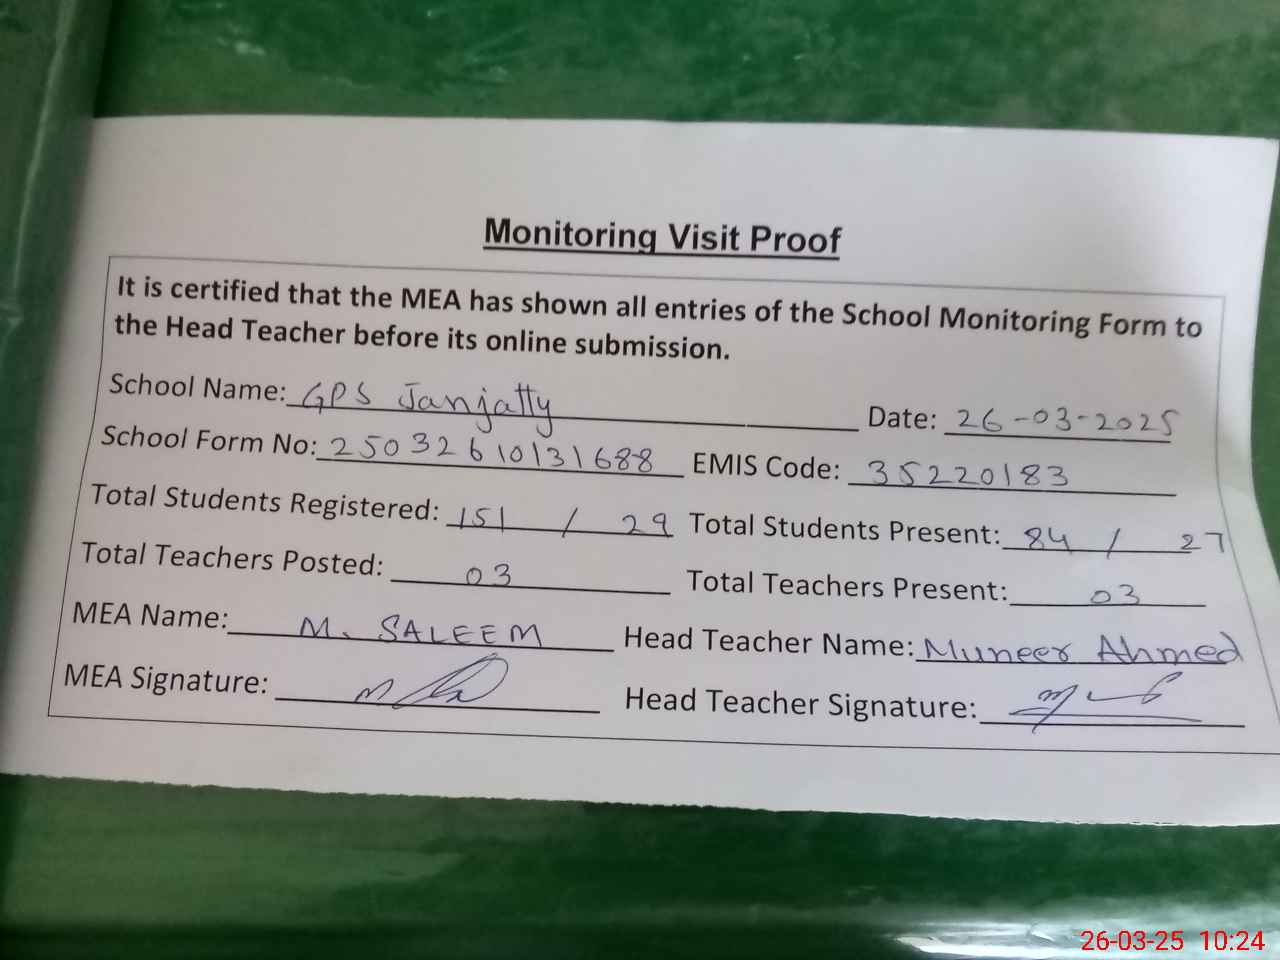 Monitoring Visit Proof
It is certified that the MEA has shown all entries of the School Monitoring Form to
the Head Teacher before its online submission.
School Name: GPS Janjatty Date: 26-03-2025
School Form No: 25032610131688 EMIS Code: 35220183
Total Students Registered: 151 / 29 Total Students Present: 84 / 27
Total Teachers Posted: 03 Total Teachers Present: 03
MEA Name: M. SALEEM Head Teacher Name: Muneer Ahmed
MEA Signature: Head Teacher Signature:
26-03-25 10:24